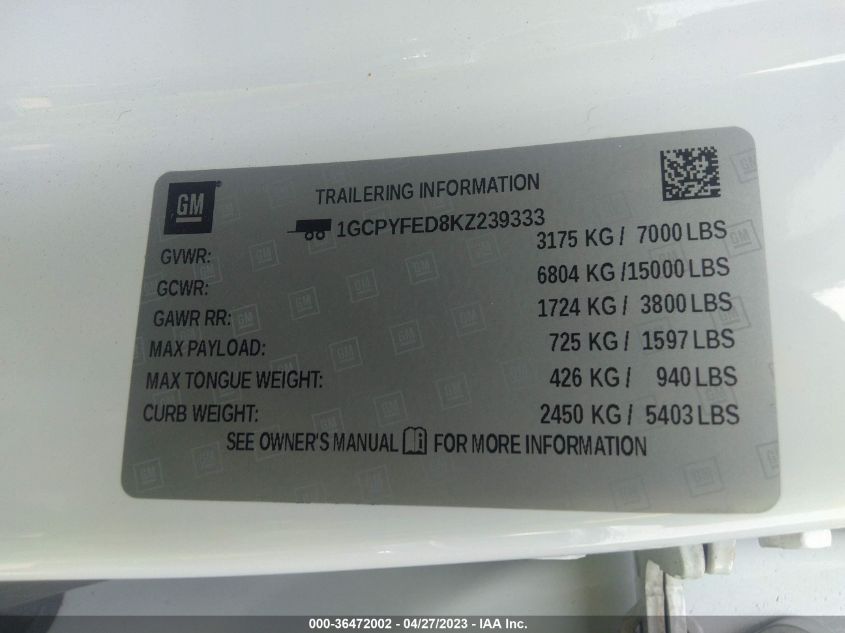 GM
TRAILERING INFORMATION
1GCPYFED8KZ239333
GVWR: 3175 KG / 7000 LBS
GCWR: 6804 KG /15000 LBS
GAWR RR: 1724 KG / 3800 LBS
MAX PAYLOAD: 725 KG / 1597 LBS
MAX TONGUE WEIGHT: 426 KG / 940 LBS
CURB WEIGHT: 2450 KG / 5403 LBS
SEE OWNER'S MANUAL FOR MORE INFORMATION
000-36472002 - 04/27/2023 - IAA Inc.